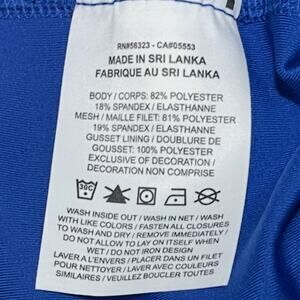 RN#56323 - CA#05553
MADE IN SRI LANKA
FABRIQUE AU SRI LANKA
BODY / CORPS: 82% POLYESTER
18% SPANDEX / ELASTHANNE
MESH / MAILLE FILET: 81% POLYESTER
19% SPANDEX / ELASTHANNE
GUSSET LINING / DOUBLURE DE
GOUSSET: 100% POLYESTER
EXCLUSIVE OF DECORATION /
DECORATION NON COMPRISE
30C
WASH INSIDE OUT / WASH IN NET / WASH
WITH LIKE COLORS / FASTEN ALL CLOSURES
TO WASH AND DRY / REMOVE IMMEDIATELY /
DO NOT ALLOW TO LAY ON ITSELF WHEN
WET / DO NOT IRON DESIGN
LAVER A L'ENVERS / PLACER DANS UN FILET
POUR NETTOYER / LAVER AVEC COULEURS
SIMILAIRES / VEUILLEZ BOUCLER TOUTES